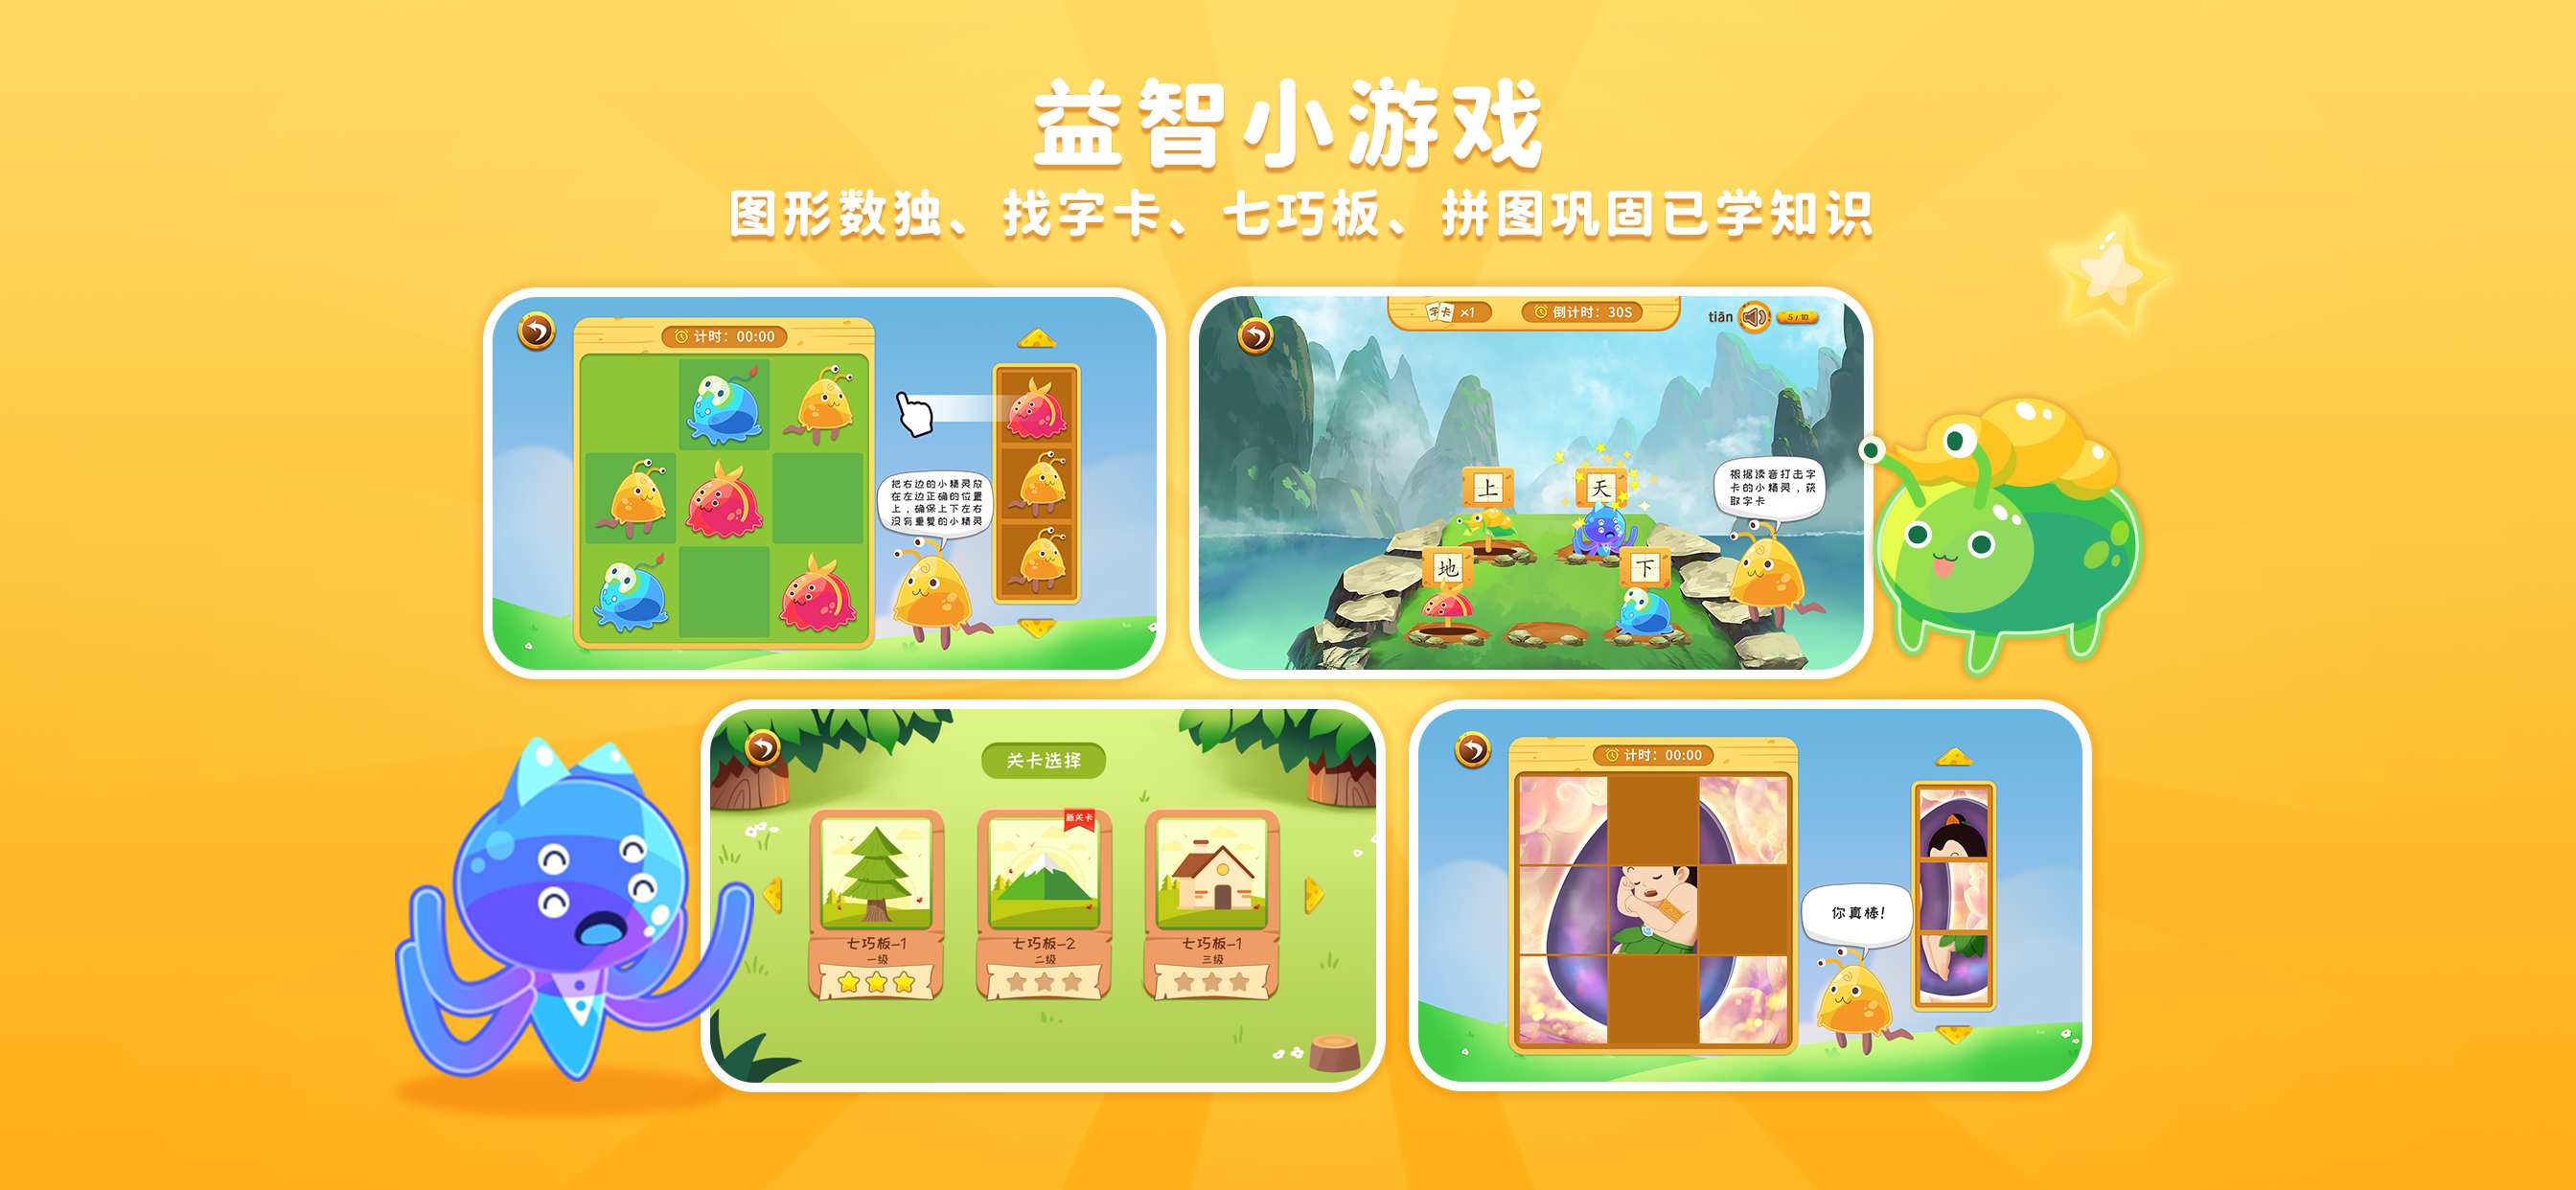 益智小游戏
图形数独、找字卡、七巧板、拼图巩固已学知识
计时：00:00
把右边的小精灵放
在左边正确的位置
上，确保上下左右
没有重复的小精灵
字卡 ×1
倒计时：30S
tiān
5/10
上
天
地
下
根据读音打击字
卡的小精灵，获
取字卡
关卡选择
新关卡
七巧板-1
一级
七巧板-2
二级
七巧板-1
三级
计时：00:00
你真棒！